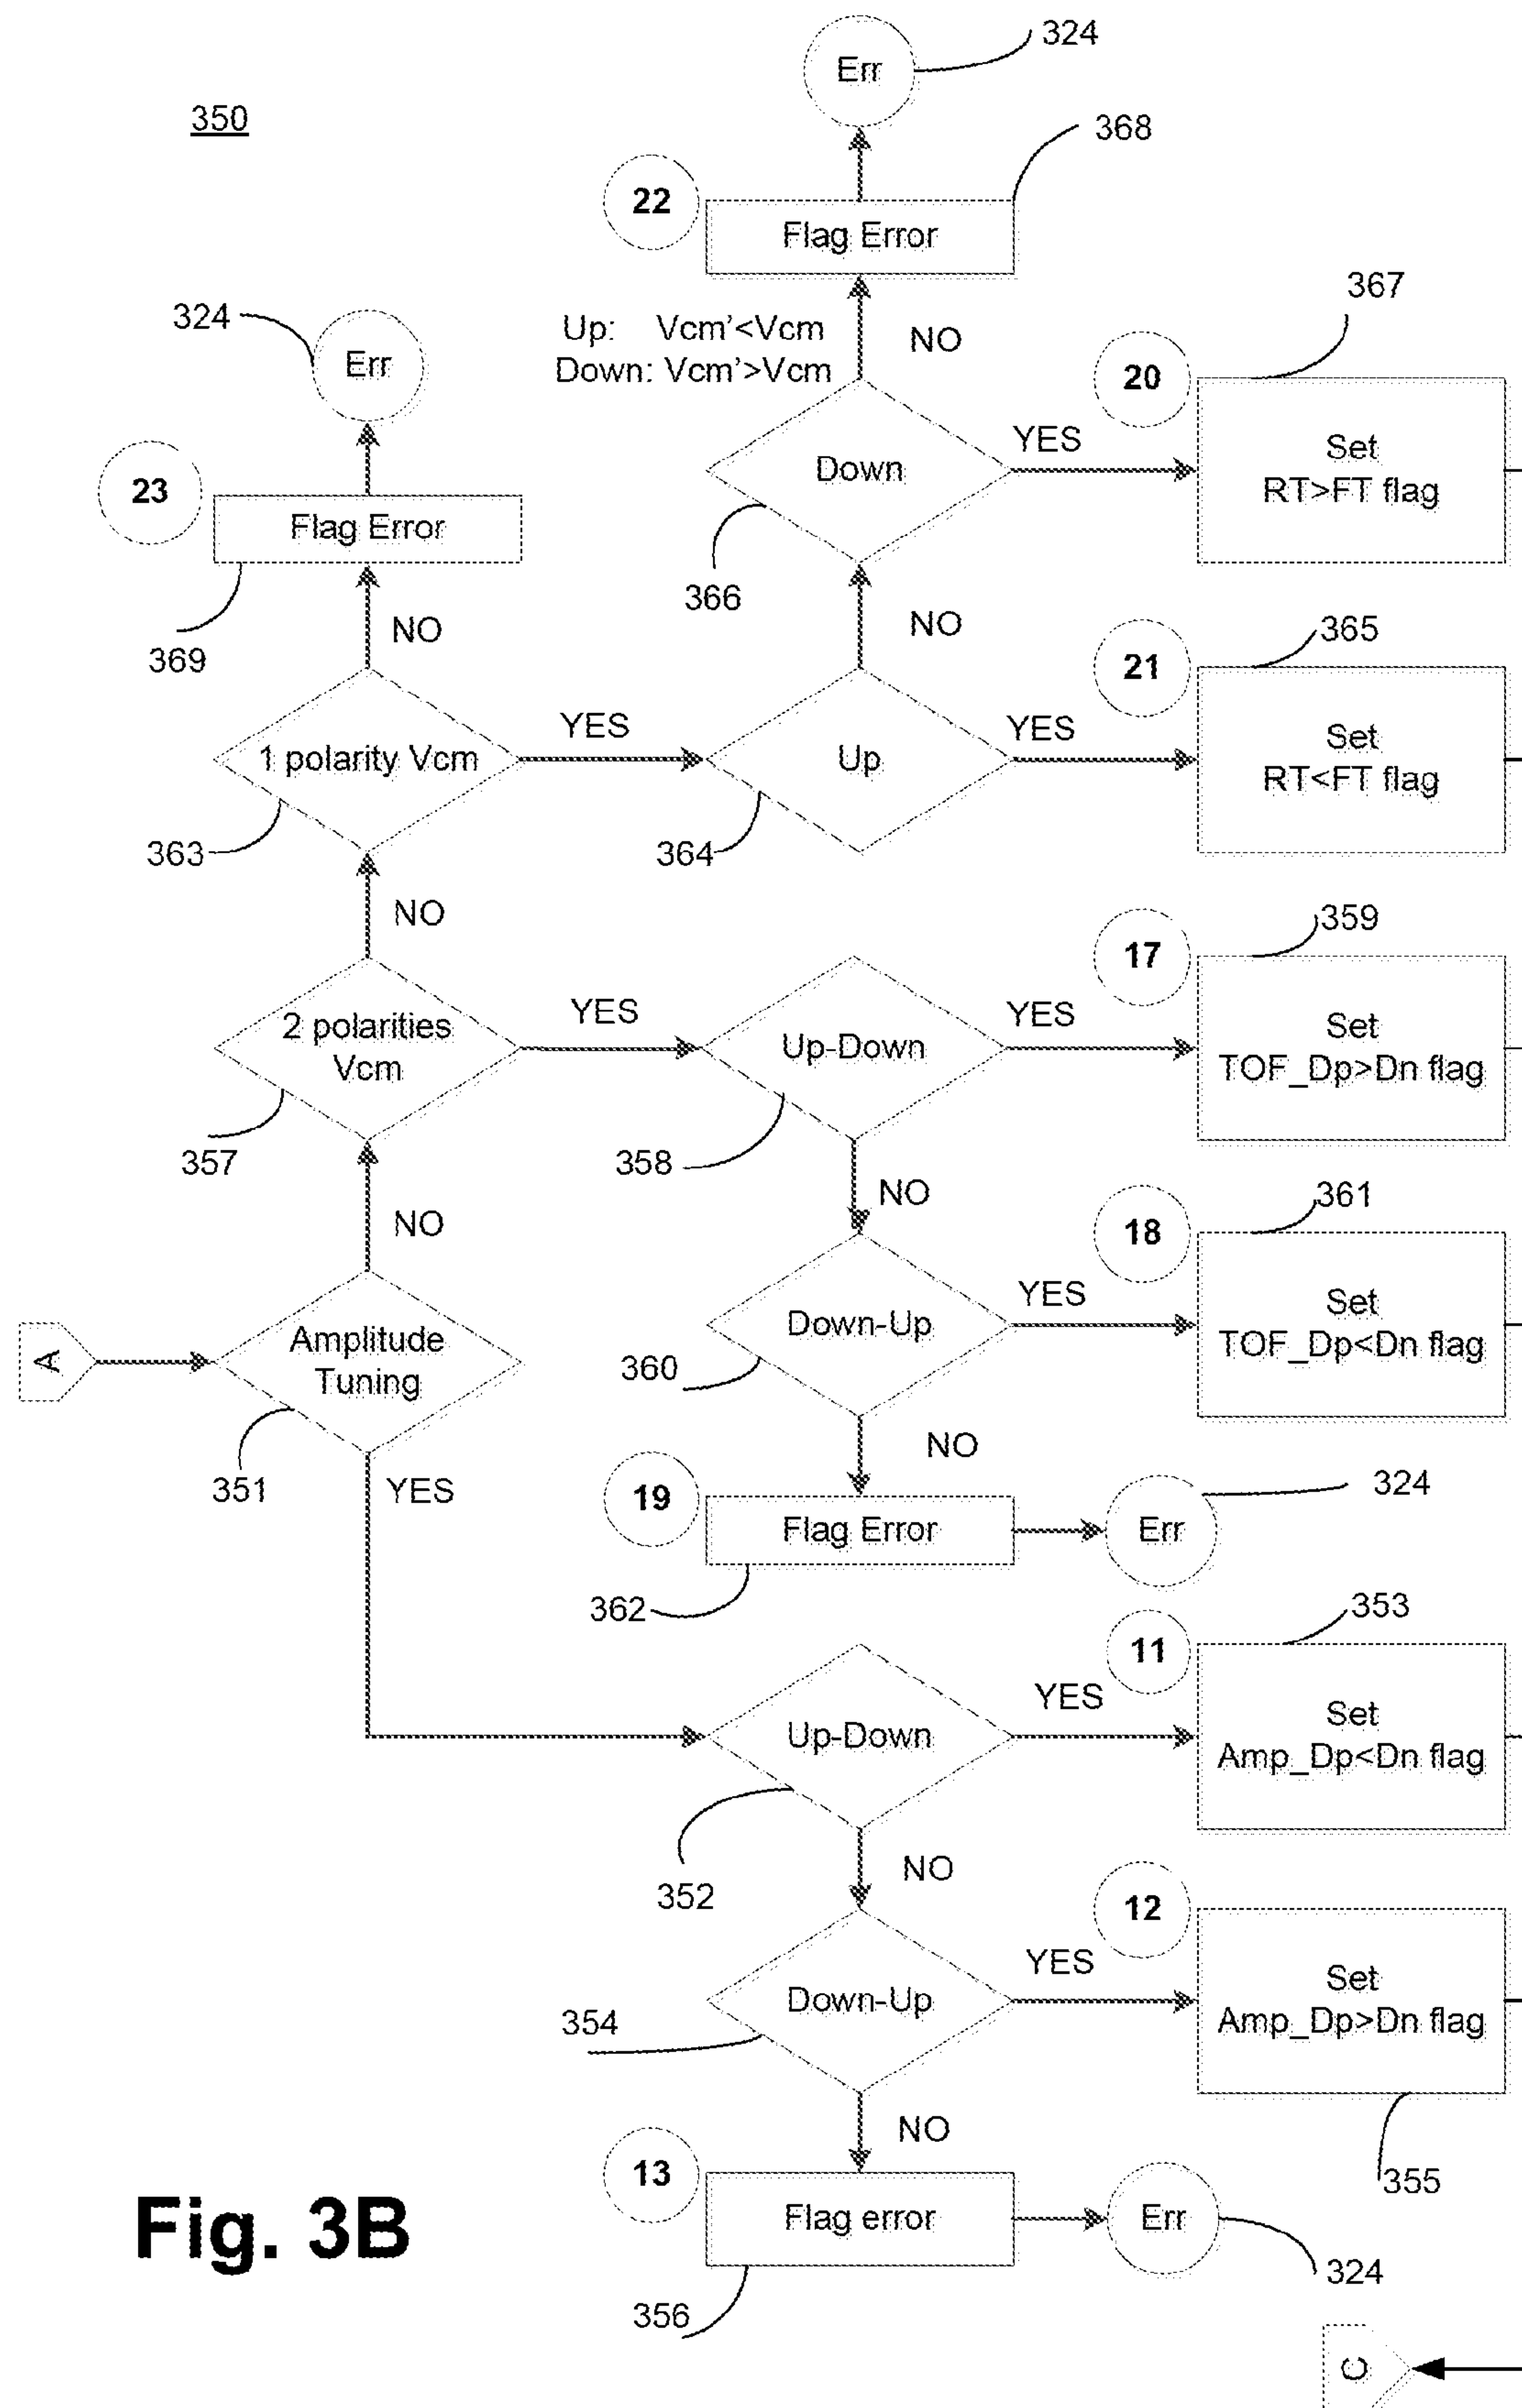 324
Err
350
368
22
Flag Error
367
324
Err
Up: Vcm'<Vcm
Down: Vcm'>Vcm
NO
20
YES
Set
RT>FT flag
Down
23
Flag Error
366
369
NO
NO
365
21
YES
YES
Set
RT<FT flag
1 polarity Vcm
Up
363
364
NO
359
17
YES
YES
Set
TOF_Dp>Dn flag
2 polarities
Vcm
Up-Down
357
358
NO
361
18
NO
YES
Set
TOF_Dp<Dn flag
Down-Up
A
Amplitude
Tuning
360
351
YES
NO
19
Flag Error
Err
324
362
353
11
YES
Set
Amp_Dp<Dn flag
Up-Down
352
NO
12
YES
Set
Amp_Dp>Dn flag
Down-Up
354
NO
355
13
Flag error
Err
324
356
Fig. 3B
C